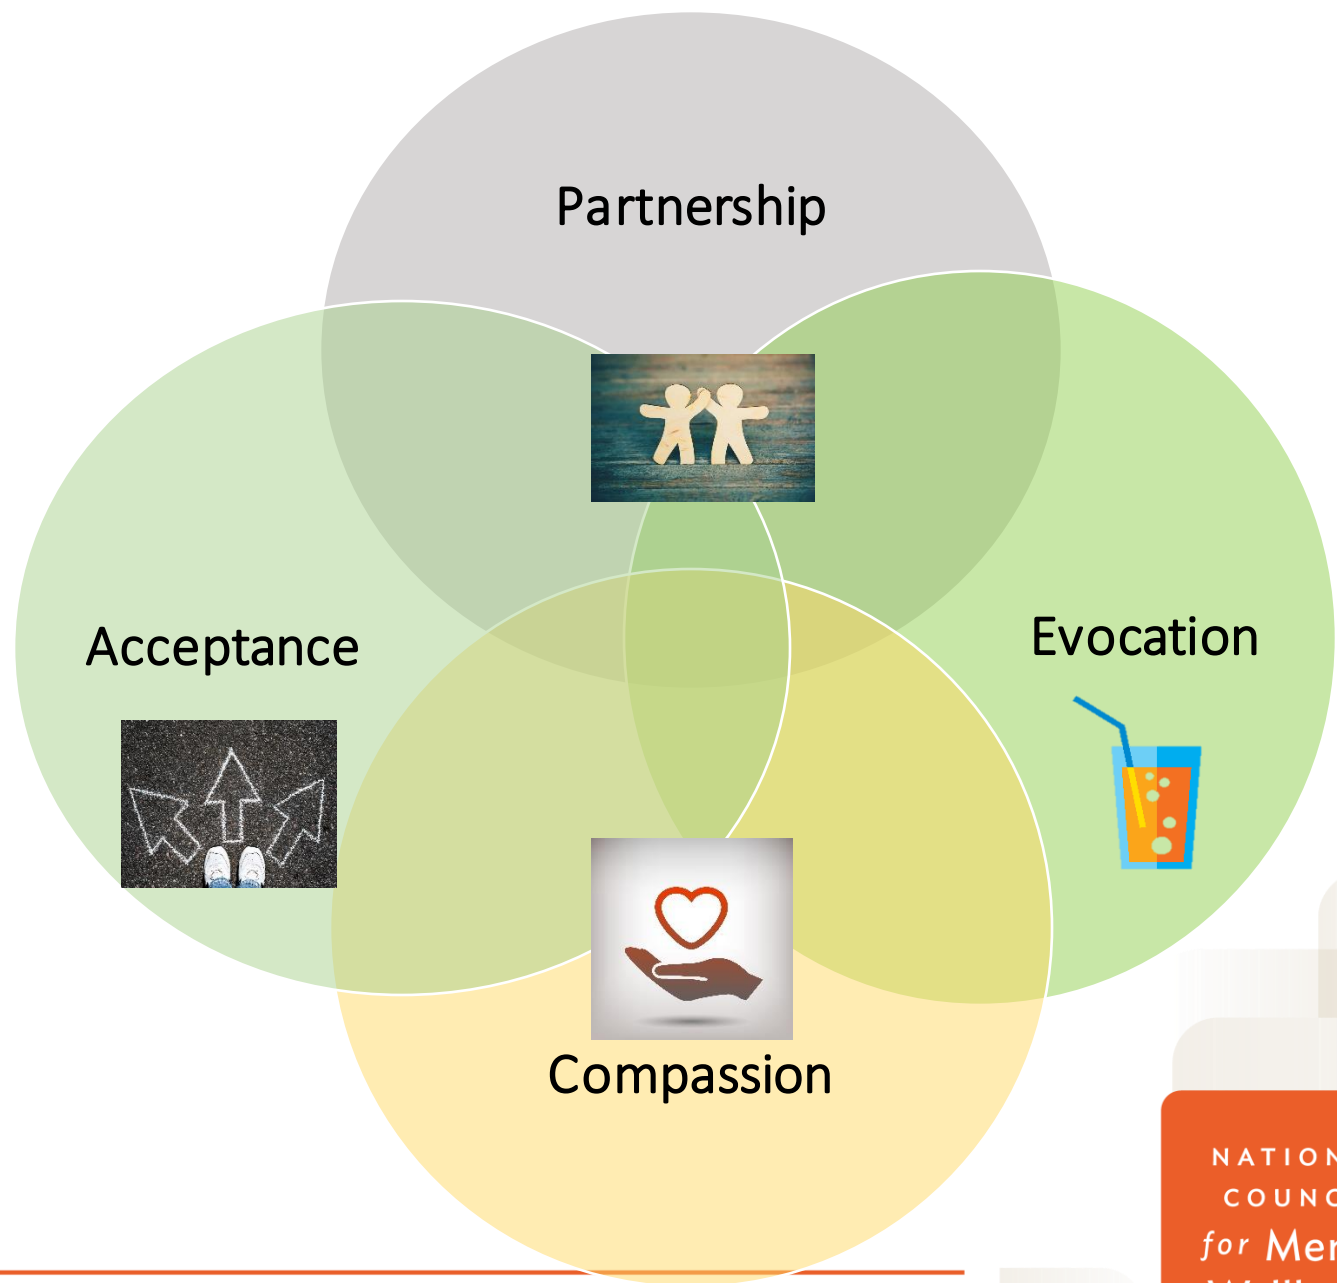 Partnership
Acceptance
Evocation
Compassion
NATION
COUNC
for Men